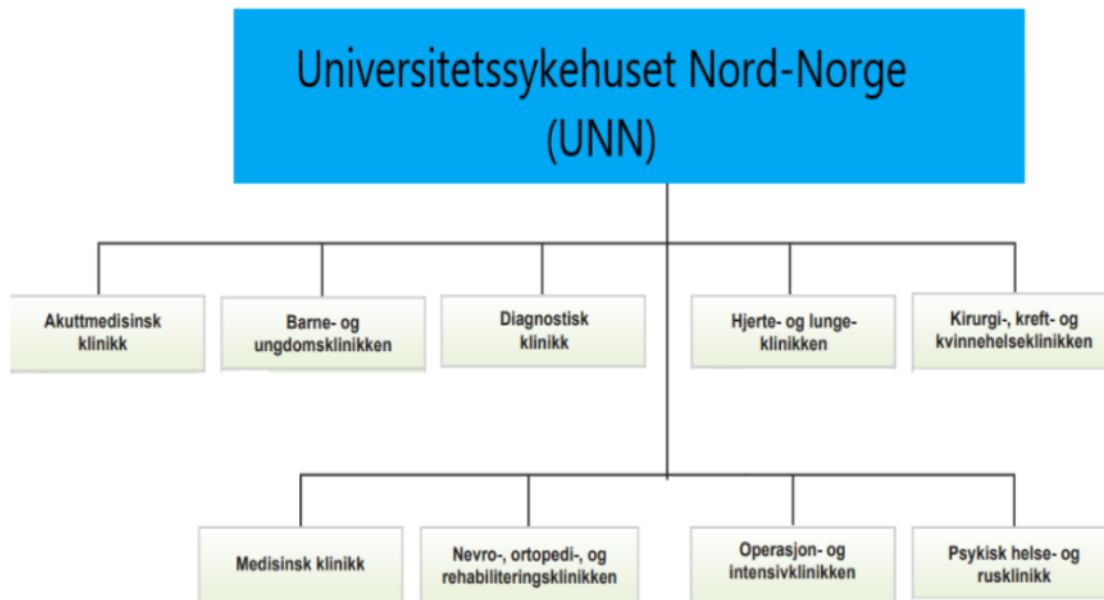 Universitetssykehuset Nord-Norge
(UNN)
Akuttmedisinsk
klinikk
Barne- og
ungdomsklinikken
Diagnostisk
klinikk
Hjerte- og lunge-
klinikken
Kirurgi-, kreft- og
kvinnehelseklinikken
Medisinsk klinikk
Nevro-, ortopedi-, og
rehabiliteringsklinikken
Operasjon- og
intensivklinikken
Psykisk helse- og
rusklinikk